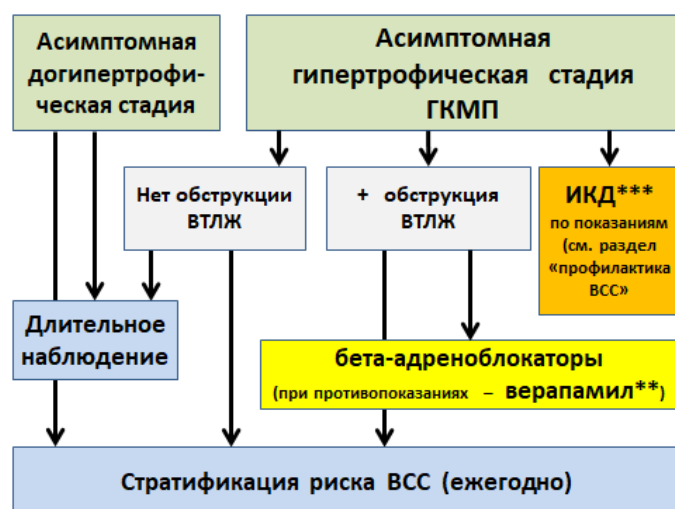 Асимптомная
догипертрофи-
ческая стадия
Асимптомная
гипертрофическая стадия
ГКМП
Нет обструкции
ВТЛЖ
+ обструкция
ВТЛЖ
ИКД***
по показаниям
(см. раздел
«профилактика
ВСС»
Длительное
наблюдение
бета-адреноблокаторы
(при противопоказаниях – верапамил**)
Стратификация риска ВСС (ежегодно)